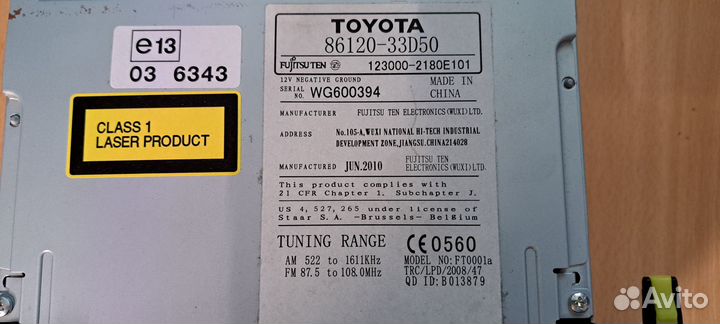 e13
03 6343
CLASS 1
LASER PRODUCT
TOYOTA
86120-33D50
FUJITSU TEN 123000-2180E101
12V NEGATIVE GROUND
SERIAL NO. WG600394
MADE IN CHINA
MANUFACTURER FUJITSU TEN ELECTRONICS (WUXI) LTD.
ADDRESS No.105-A,WUXI NATIONAL HI-TECH INDUSTRIAL
DEVELOPMENT ZONE,JIANGSU.CHINA214028
MANUFACTURED JUN.2010 FUJITSU TEN
ELECTRONICS (WUXI) LTD.
This product complies with
21 CFR Chapter 1. Subchapter J.
US 4, 527, 265 under license of
Staar S. A. -Brussels- Belgium
TUNING RANGE
AM 522 to 1611KHz
FM 87.5 to 108.0MHz
CE0560
MODEL NO:FT0001a
TRC/LPD/2008/47
QD ID:B013879
Avito